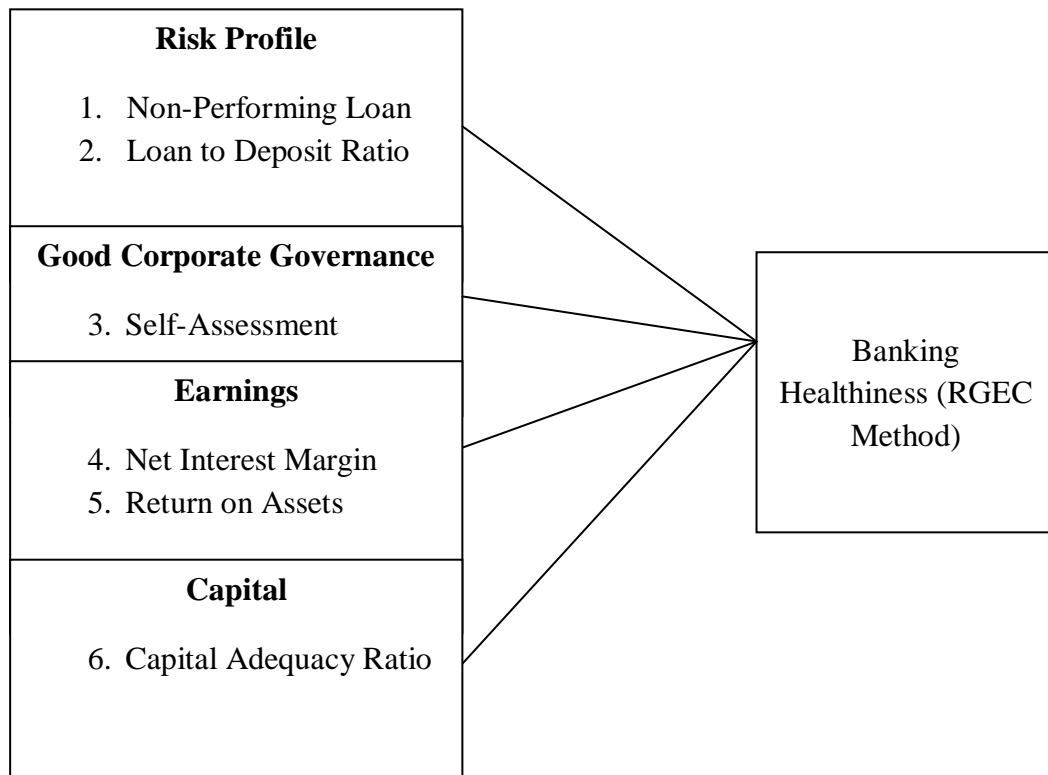 Risk Profile
1. Non-Performing Loan
2. Loan to Deposit Ratio
Good Corporate Governance
3. Self-Assessment
Earnings
4. Net Interest Margin
5. Return on Assets
Capital
6. Capital Adequacy Ratio
Banking
Healthiness (RGEC
Method)